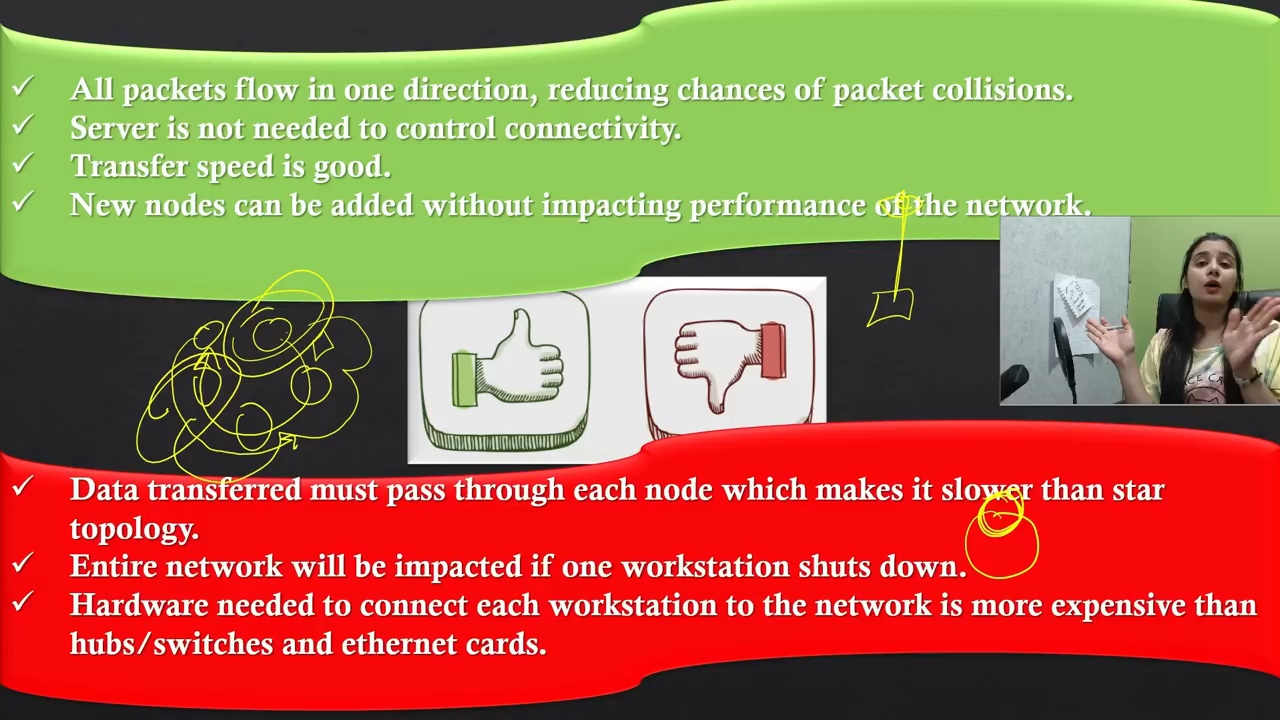 ✓ All packets flow in one direction, reducing chances of packet collisions.
✓ Server is not needed to control connectivity.
✓ Transfer speed is good.
✓ New nodes can be added without impacting performance of the network.
✓ Data transferred must pass through each node which makes it slower than star
topology.
✓ Entire network will be impacted if one workstation shuts down.
✓ Hardware needed to connect each workstation to the network is more expensive than
hubs/switches and ethernet cards.